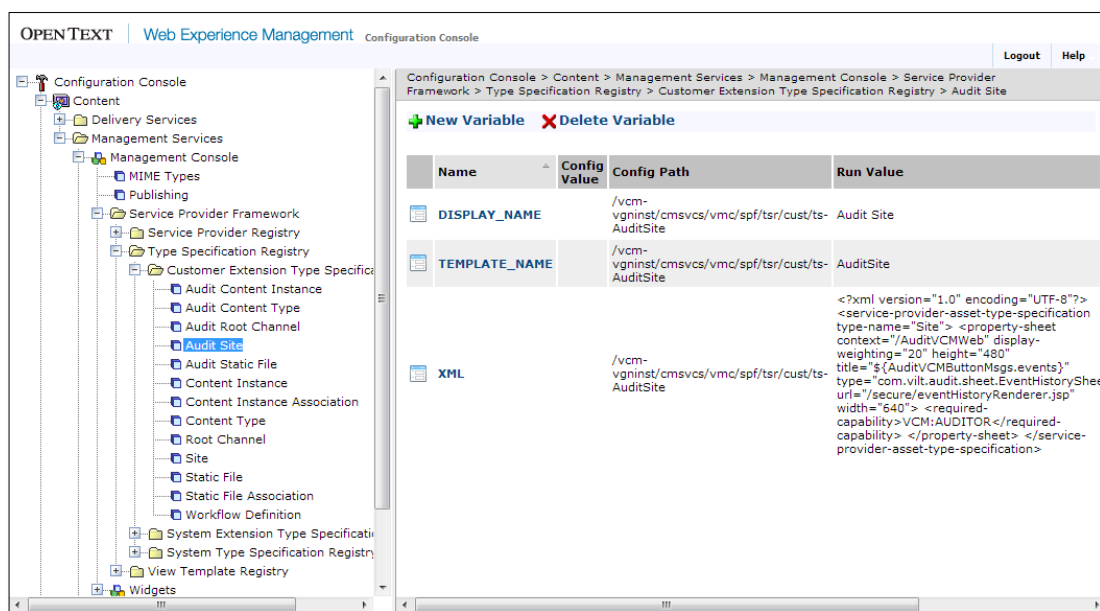 OPENTEXT | Web Experience Management Configuration Console
Logout Help
Configuration Console
Content
Delivery Services
Management Services
Management Console
MIME Types
Publishing
Service Provider Framework
Service Provider Registry
Type Specification Registry
Customer Extension Type Specifica
Audit Content Instance
Audit Content Type
Audit Root Channel
Audit Site
Audit Static File
Content Instance
Content Instance Association
Content Type
Root Channel
Site
Static File
Static File Association
Workflow Definition
System Extension Type Specificati
System Type Specification Registry
View Template Registry
Widgets
Configuration Console > Content > Management Services > Management Console > Service Provider
Framework > Type Specification Registry > Customer Extension Type Specification Registry > Audit Site
New Variable Delete Variable
Name Config Value Config Path Run Value
DISPLAY_NAME
/vcm-
vgninst/cmsvcs/vmc/spf/tsr/cust/ts-
AuditSite
Audit Site
TEMPLATE_NAME
/vcm-
vgninst/cmsvcs/vmc/spf/tsr/cust/ts-
AuditSite
AuditSite
XML
/vcm-
vgninst/cmsvcs/vmc/spf/tsr/cust/ts-
AuditSite
<?xml version="1.0" encoding="UTF-8"?>
<service-provider-asset-type-specification
type-name="Site"> <property-sheet
context="/AuditVCMWeb" display-
weighting="20" height="480"
title="${AuditVCMButtonMsgs.events}"
type="com.vilt.audit.sheet.EventHistoryShee
url="/secure/eventHistoryRenderer.jsp"
width="640"> <required-
capability>VCM:AUDITOR</required-
capability> </property-sheet> </service-
provider-asset-type-specification>